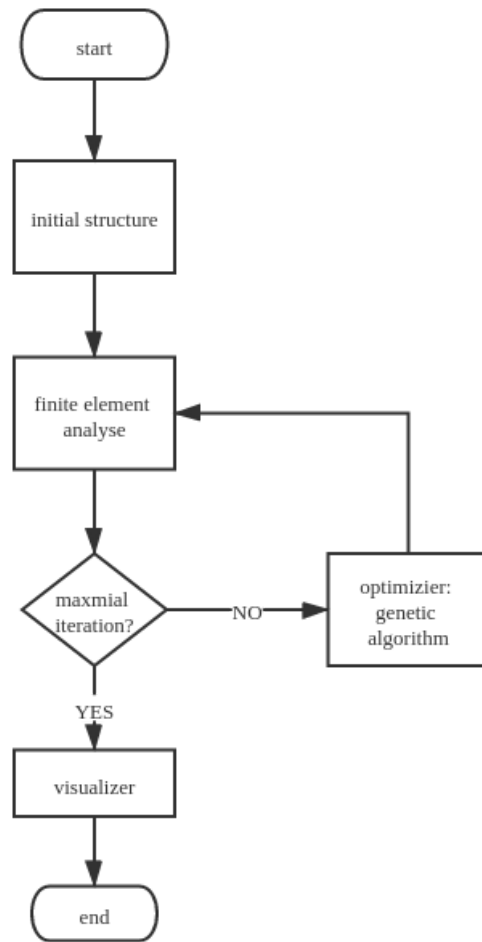 start
initial structure
finite element
analyse
maxmial
iteration?
NO
optimizier:
genetic
algorithm
YES
visualizer
end